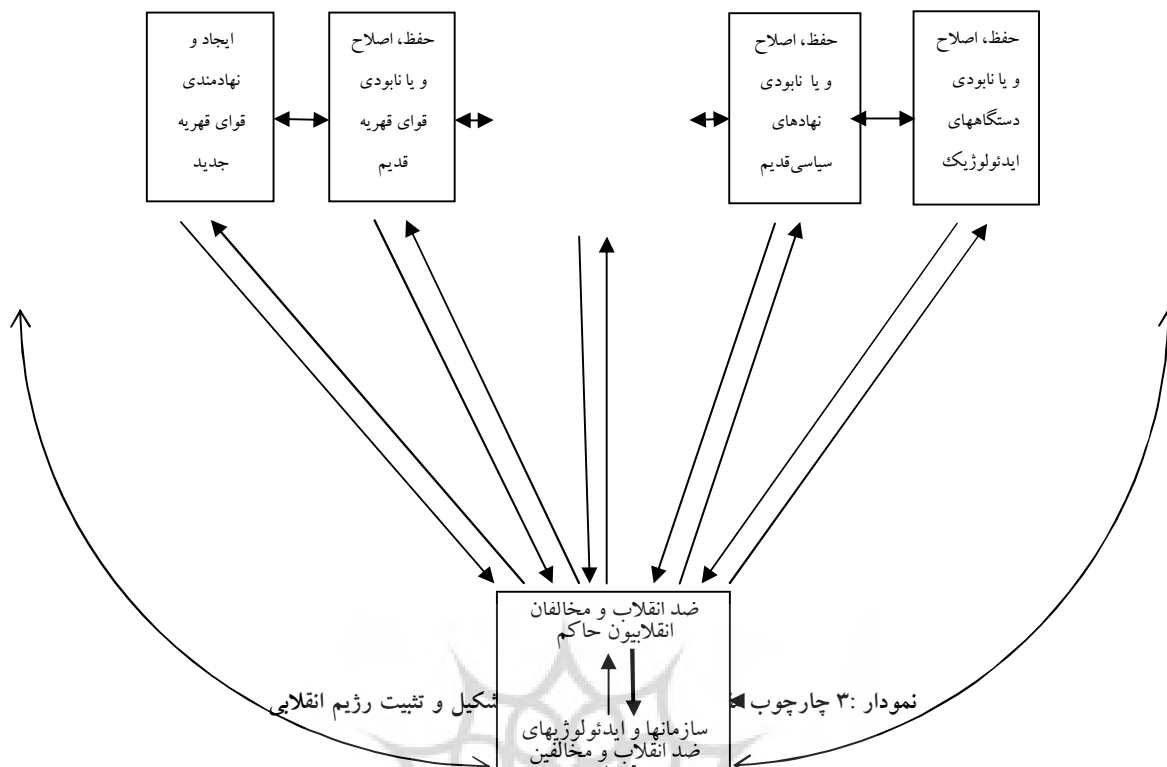 حفظ، اصلاح
و یا نابودی
دستگاههای
ایدئولوژیک
حفظ، اصلاح
و یا نابودی
نهادهای
سیاسی‌قدیم
حفظ، اصلاح
و یا نابودی
قوای قهریه
قدیم
ایجاد و
نهادمندی
قوای قهریه
جدید
ضد انقلاب و مخالفان
انقلابیون حاکم
نمودار :۳ چارچوب
و تثبیت رژیم انقلابی
سازمانها و ایدئولوژیهای
ضد انقلاب و مخالفین